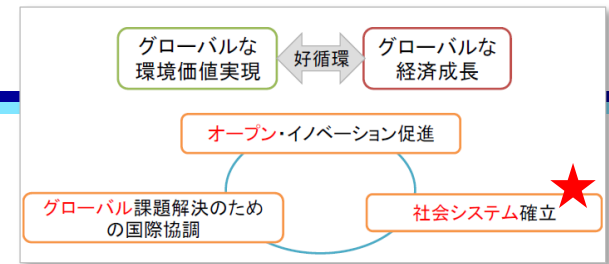 グローバルな
環境価値実現
好循環
グローバルな
経済成長
オープン・イノベーション促進
グローバル課題解決のため
の国際協調
社会システム確立